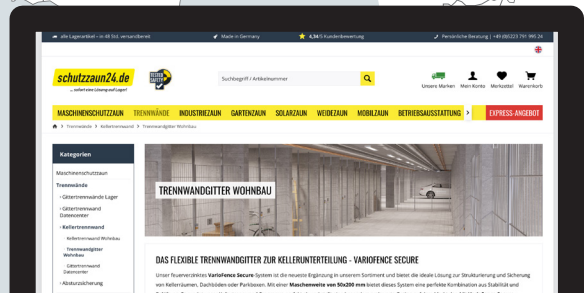 alle Lagerartikel - in 48 Std. versandbereit
Made in Germany
4,34/5 Kundenbewertung
Persönliche Beratung | +49 (0)5223 791 995 24
schutzzaun24.de
... sofort eine Lösung auf Lager!
Suchbegriff / Artikelnummer
Unsere Marken
Mein Konto
Merkzettel
Warenkorb
MASCHINENSCHUTZZAUN TRENNWÄNDE INDUSTRIEZAUN GARTENZAUN SOLARZAUN WEIDEZAUN MOBILZAUN BETRIEBSAUSSTATTUNG > EXPRESS-ANGEBOT
> Trennwände > Kellertrennwand > Trennwandgitter Wohnbau
Kategorien
Maschinenschutzzaun
Trennwände
› Gittertrennwände Lager
› Gittertrennwand
Datencenter
› Kellertrennwand
› Kellertrennwand Wohnbau
› Trennwandgitter
Wohnbau
› Gittertrennwand
Datencenter
› Absturzsicherung
TRENNWANDGITTER WOHNBAU
DAS FLEXIBLE TRENNWANDGITTER ZUR KELLERUNTERTEILUNG - VARIOFENCE SECURE
Unser feuerverzinktes VarioFence Secure-System ist die neueste Ergänzung in unserem Sortiment und bietet die ideale Lösung zur Strukturierung und Sicherung
von Kellerräumen, Dachböden oder Parkboxen. Mit einer Maschenweite von 50x200 mm bietet dieses System eine perfekte Kombination aus Stabilität und